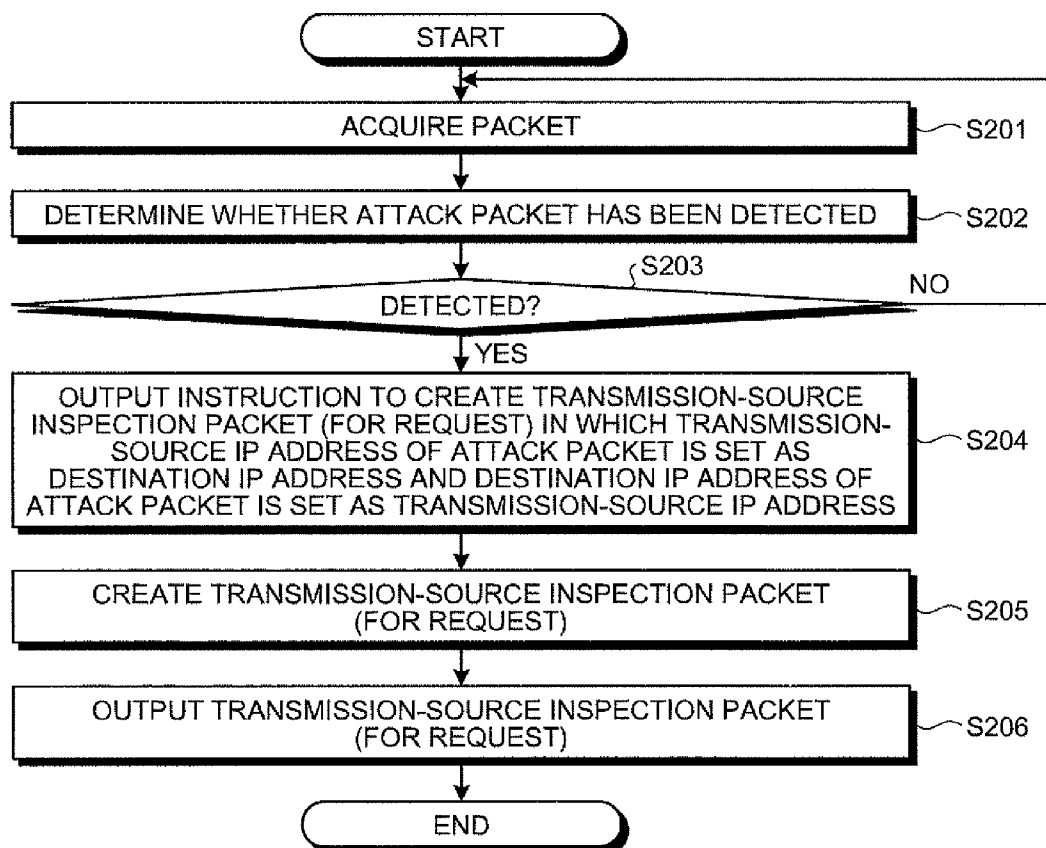 START
ACQUIRE PACKET
S201
DETERMINE WHETHER ATTACK PACKET HAS BEEN DETECTED
S202
S203
DETECTED?
NO
YES
OUTPUT INSTRUCTION TO CREATE TRANSMISSION-SOURCE
INSPECTION PACKET (FOR REQUEST) IN WHICH TRANSMISSION-
SOURCE IP ADDRESS OF ATTACK PACKET IS SET AS
DESTINATION IP ADDRESS AND DESTINATION IP ADDRESS OF
ATTACK PACKET IS SET AS TRANSMISSION-SOURCE IP ADDRESS
S204
CREATE TRANSMISSION-SOURCE INSPECTION PACKET
(FOR REQUEST)
S205
OUTPUT TRANSMISSION-SOURCE INSPECTION PACKET
(FOR REQUEST)
S206
END